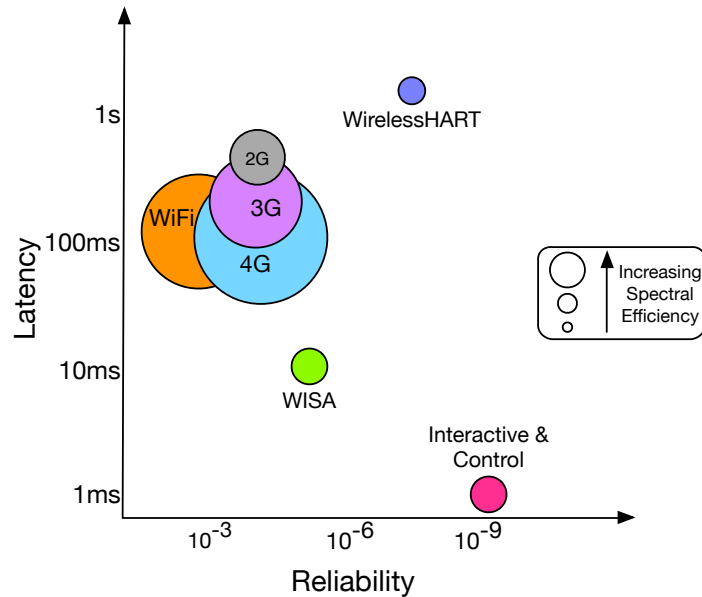 1s
WirelessHART
2G
WiFi
3G
100ms
4G
Latency
Increasing
Spectral
Efficiency
10ms
WISA
Interactive &
Control
1ms
10⁻³
10⁻⁶
10⁻⁹
Reliability